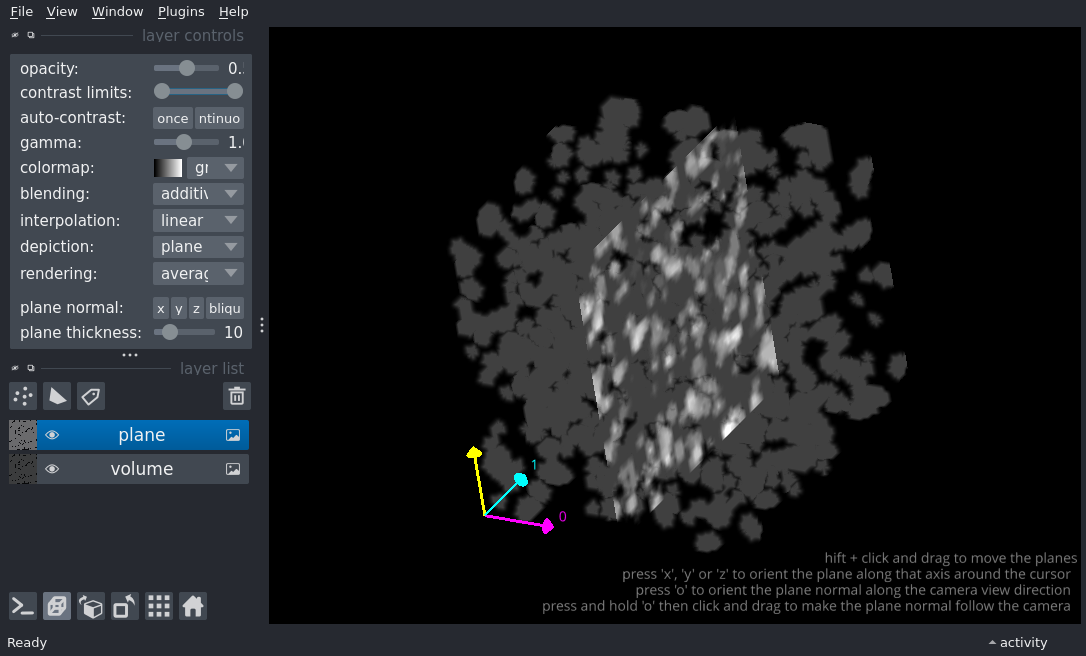 File View Window Plugins Help
layer controls
opacity: 0.
contrast limits:
auto-contrast: once ntinuo
gamma: 1.
colormap: gr
blending: additiv
interpolation: linear
depiction: plane
rendering: averag
plane normal: x y z bliqu
plane thickness: 10
layer list
plane
volume
1
0
hift + click and drag to move the planes
press 'x', 'y' or 'z' to orient the plane along that axis around the cursor
press 'o' to orient the plane normal along the camera view direction
press and hold 'o' then click and drag to make the plane normal follow the camera
Ready activity